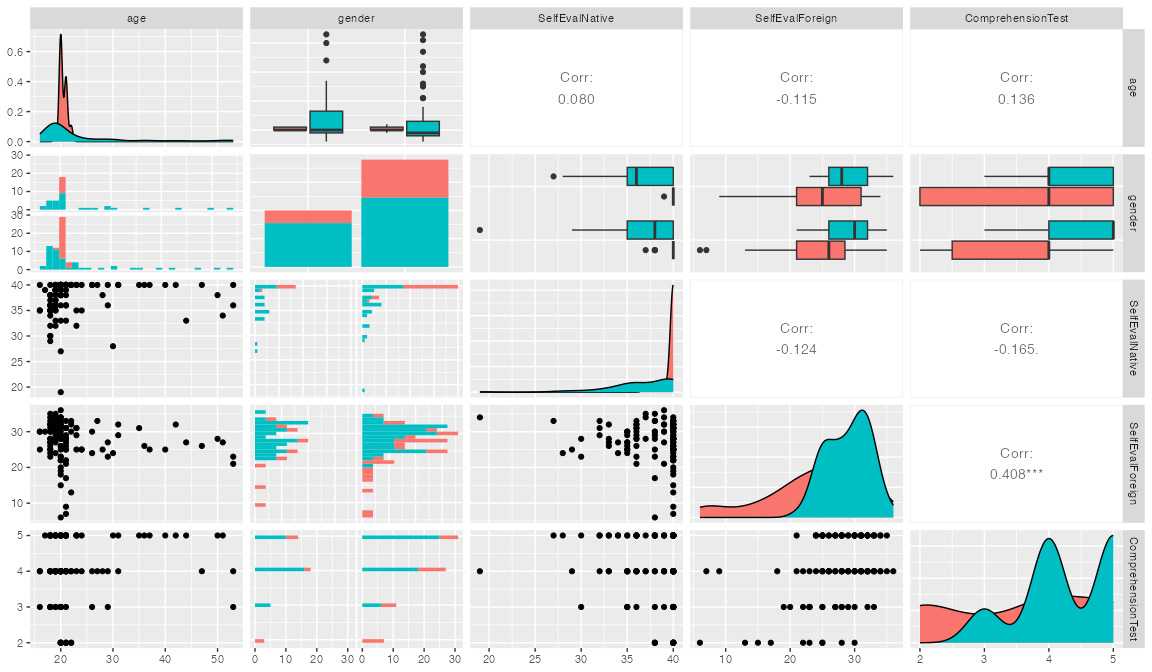 age gender SelfEvalNative SelfEvalForeign ComprehensionTest
0.6
0.4
0.2
0.0
Corr:
0.080
Corr:
-0.115
Corr:
0.136
age
30
20
10
0
30
20
10
0
gender
40
35
30
25
20
Corr:
-0.124
Corr:
-0.165.
SelfEvalNative
30
20
10
Corr:
0.408***
SelfEvalForeign
5
4
3
2
ComprehensionTest
20 30 40 50 0 10 20 30 0 10 20 30 20 25 30 35 40 10 20 30 2 3 4 5